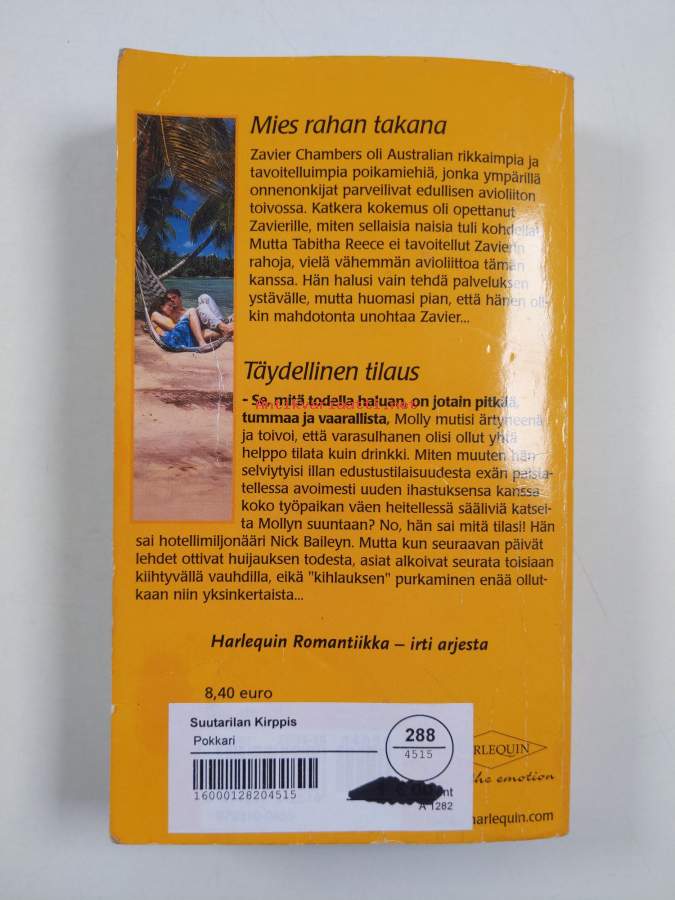 Mies rahan takana
Zavier Chambers oli Australian rikkaimpia ja
tavoitelluimpia poikamiehiä, jonka ympärillä
onnenonkijat parveilivat edullisen avioliiton
toivossa. Katkera kokemus oli opettanut
Zavierille, miten sellaisia naisia tuli kohdella!
Mutta Tabitha Reece ei tavoitellut Zavierin
rahoja, vielä vähemmän avioliittoa tämän
kanssa. Hän halusi vain tehdä palveluksen
ystävälle, mutta huomasi pian, että hänen oli-
kin mahdotonta unohtaa Zavier...
Täydellinen tilaus
- Se, mitä todella haluan, on jotain pitkää,
Antikvariaatti.net
tummaa ja vaarallista, Molly mutisi ärtyneenä
ja toivoi, että varasulhanen olisi ollut yhtä
helppo tilata kuin drinkki. Miten muuten hän
selviytyisi illan edustustilaisuudesta exän paista-
tellessa avoimesti uuden ihastuksensa kanssa
koko työpaikan väen heitellessä sääliviä katsei-
ta Mollyn suuntaan? No, hän sai mitä tilasi! Hän
sai hotellimiljonääri Nick Baileyn. Mutta kun seuraavan päivät
lehdet ottivat huijauksen todesta, asiat alkoivat seurata toisiaan
kiihtyvällä vauhdilla, eikä "kihlauksen" purkaminen enää ollut-
kaan niin yksinkertaista...
Harlequin Romantiikka – irti arjesta
8,40 euro
Suutarilan Kirppis
Pokkari
288
4515
16000128204515
nt
A 1282
RLEQUIN
the emotion
harlequin.com